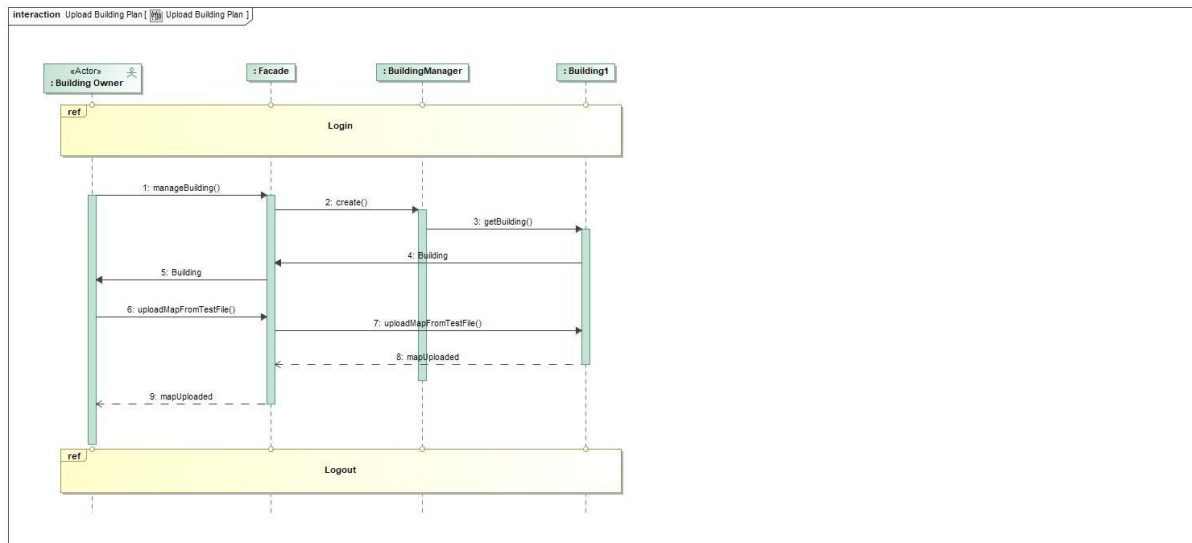 interaction Upload Building Plan [ Upload Building Plan ]
«Actor»
: Building Owner
: Facade
: BuildingManager
: Building1
ref
Login
1: manageBuilding()
2: create()
3: getBuilding()
4: Building
5: Building
6: uploadMapFromTestFile()
7: uploadMapFromTestFile()
8: mapUploaded
9: mapUploaded
ref
Logout